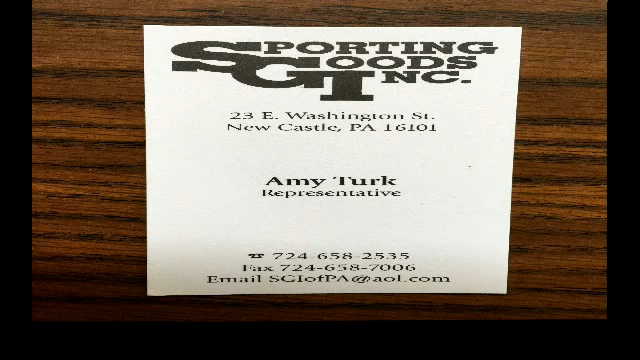 SPORTING
GOODS
INC.
23 E. Washington St.
New Castle, PA 16101
Amy Turk
Representative
☎ 724-658-2535
Fax 724-658-7006
Email SGIofPA@aol.com